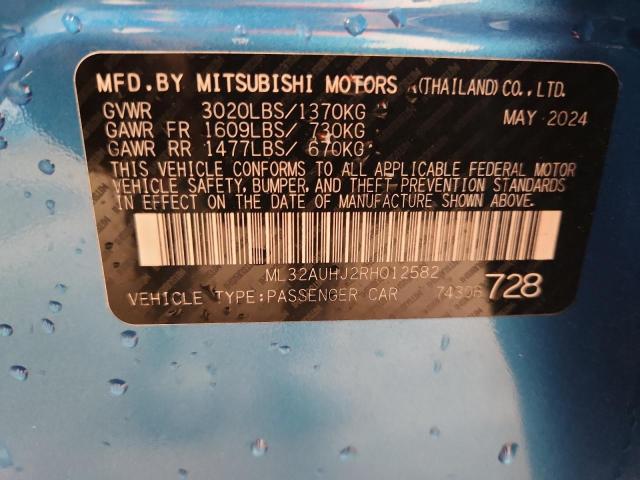 MFD.BY MITSUBISHI MOTORS (THAILAND) CO., LTD.
GVWR 3020LBS/1370KG MAY 2024
GAWR FR 1609LBS/ 730KG
GAWR RR 1477LBS/ 670KG
THIS VEHICLE CONFORMS TO ALL APPLICABLE FEDERAL MOTOR
VEHICLE SAFETY, BUMPER, AND THEFT PREVENTION STANDARDS
IN EFFECT ON THE DATE OF MANUFACTURE SHOWN ABOVE.
ML32AUHJ2RH012582
VEHICLE TYPE:PASSENGER CAR 728